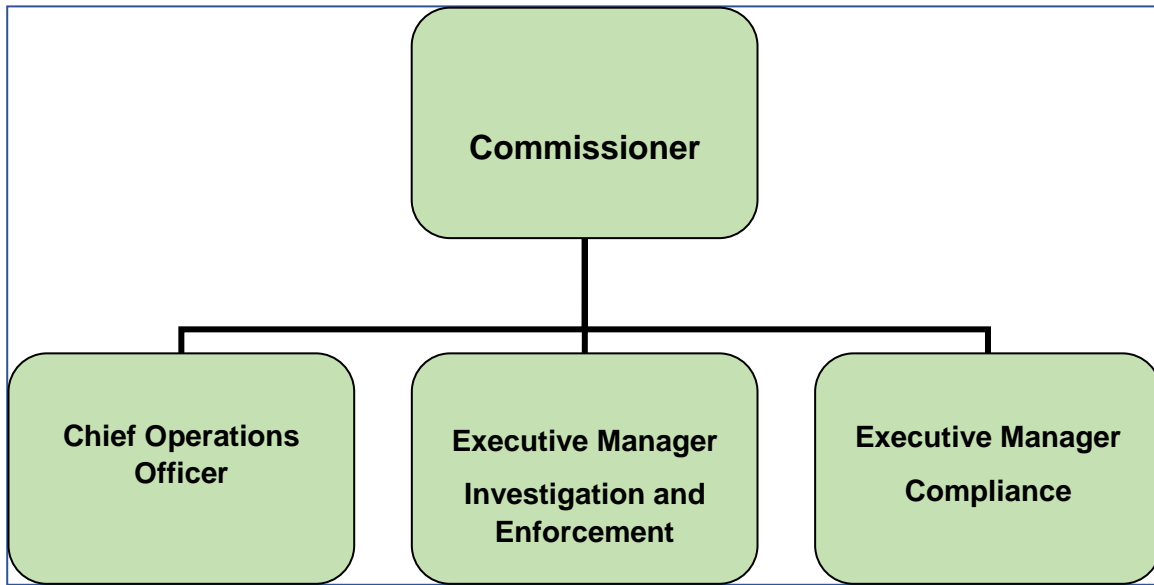 Commissioner
Chief Operations
Officer
Executive Manager
Investigation and
Enforcement
Executive Manager
Compliance